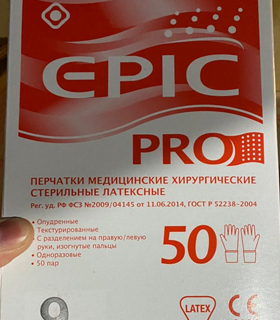 EPIC
PRO
ПЕРЧАТКИ МЕДИЦИНСКИЕ ХИРУРГИЧЕСКИЕ
СТЕРИЛЬНЫЕ ЛАТЕКСНЫЕ
Рег. уд. РФ ФСЗ №2009/04145 от 11.06.2014, ГОСТ Р 52238-2004
• Опудренные
Текстурированные
• С разделением на правую/левую
руки, изогнутые пальцы
• Одноразовые
• 50 пар
50
9
LATEX
CE